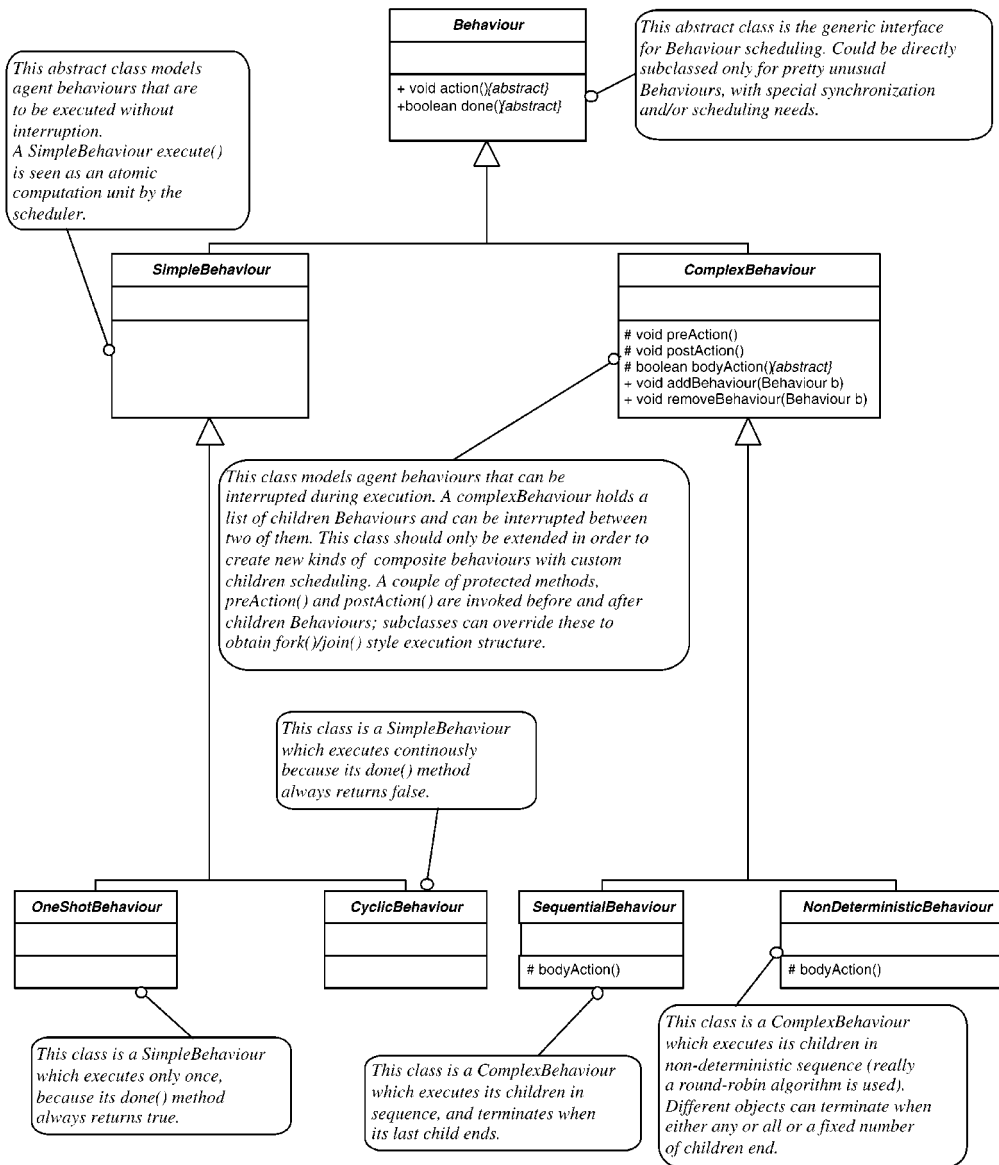 Behaviour
+ void action(){abstract}
+boolean done(){abstract}
This abstract class is the generic interface
for Behaviour scheduling. Could be directly
subclassed only for pretty unusual
Behaviours, with special synchronization
and/or scheduling needs.
This abstract class models
agent behaviours that are
to be executed without
interruption.
A SimpleBehaviour execute()
is seen as an atomic
computation unit by the
scheduler.
SimpleBehaviour
ComplexBehaviour
# void preAction()
# void postAction()
# boolean bodyAction(){abstract}
+ void addBehaviour(Behaviour b)
+ void removeBehaviour(Behaviour b)
This class models agent behaviours that can be
interrupted during execution. A complexBehaviour holds a
list of children Behaviours and can be interrupted between
two of them. This class should only be extended in order to
create new kinds of composite behaviours with custom
children scheduling. A couple of protected methods,
preAction() and postAction() are invoked before and after
children Behaviours; subclasses can override these to
obtain fork()/join() style execution structure.
This class is a SimpleBehaviour
which executes continously
because its done() method
always returns false.
OneShotBehaviour
CyclicBehaviour
SequentialBehaviour
# bodyAction()
NonDeterministicBehaviour
# bodyAction()
This class is a SimpleBehaviour
which executes only once,
because its done() method
always returns true.
This class is a ComplexBehaviour
which executes its children in
sequence, and terminates when
its last child ends.
This class is a ComplexBehaviour
which executes its children in
non-deterministic sequence (really
a round-robin algorithm is used).
Different objects can terminate when
either any or all or a fixed number
of children end.